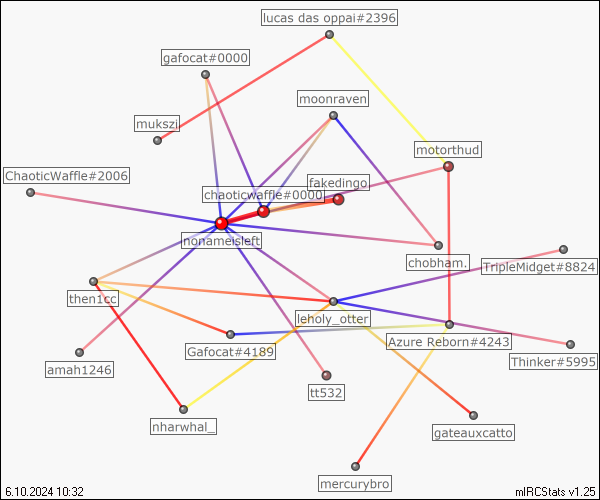 lucas das oppai#2396
gafocat#0000
moonraven
mukszi
motorthud
ChaoticWaffle#2006
fakedingo
chaoticwaffle#0000
nonameisleft
chobham.
TripleMidget#8824
then1cc
leholy_otter
Azure Reborn#4243
Gafocat#4189
Thinker#5995
amah1246
tt532
nharwhal_
gateauxcatto
mercurybro
6.10.2024 10:32
mIRCStats v1.25